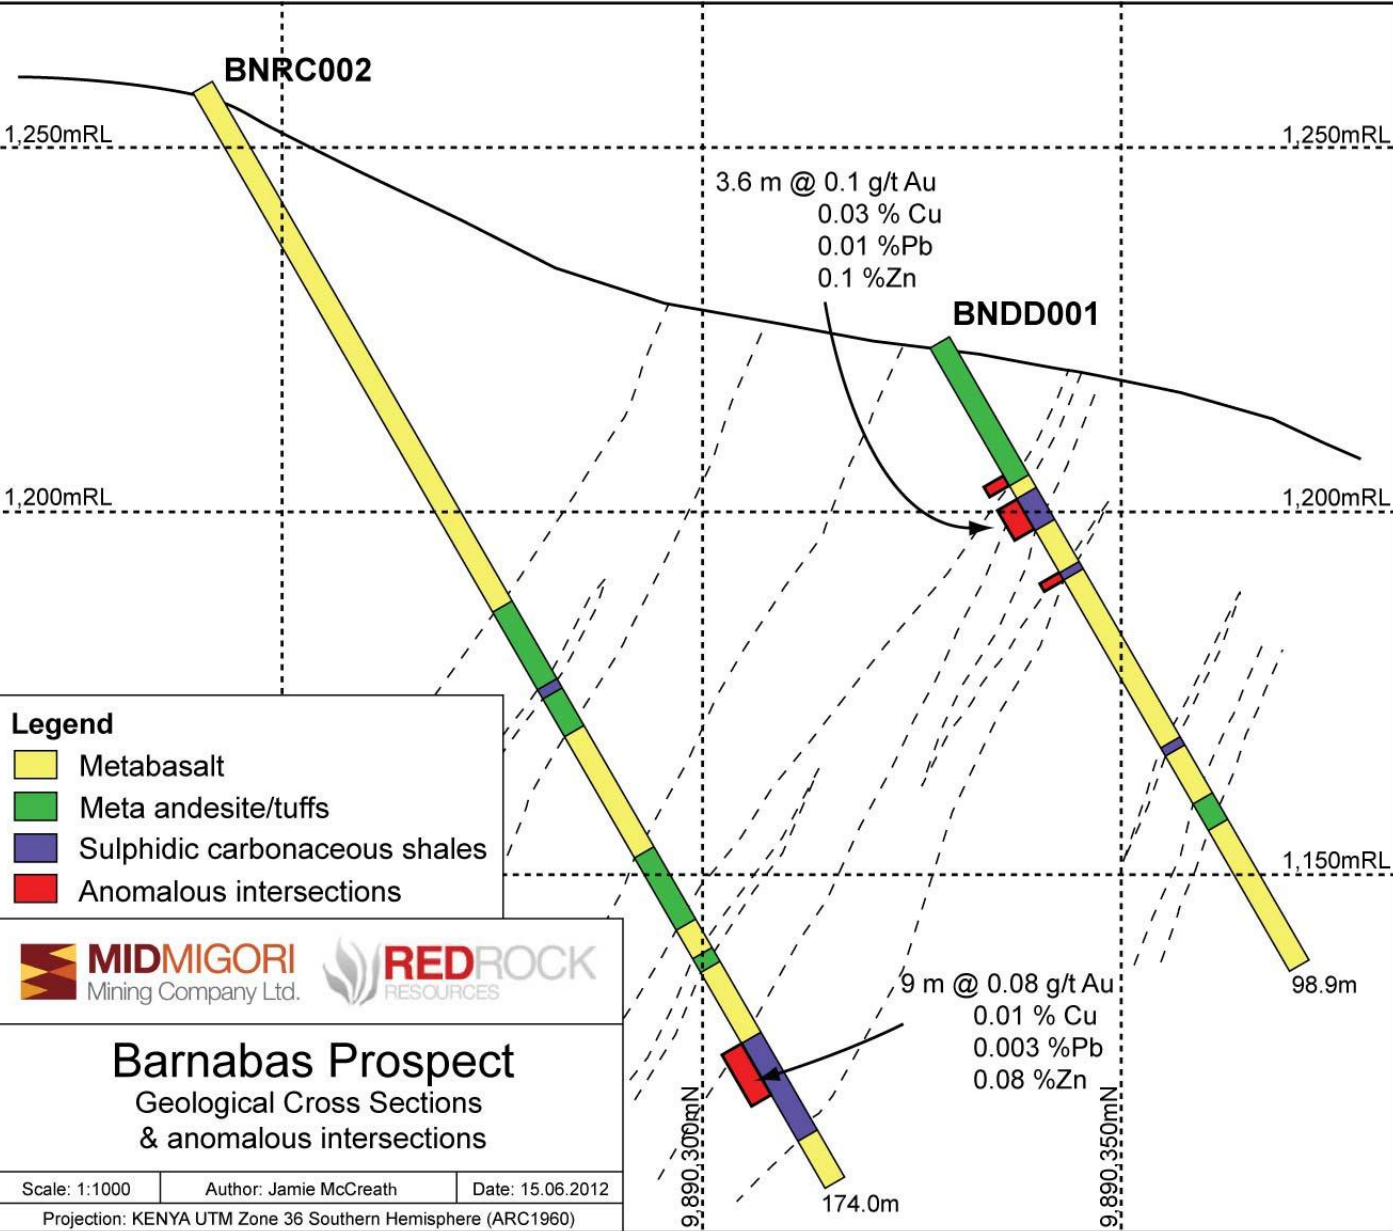 BNRC002
1,250mRL
1,250mRL
3.6 m @ 0.1 g/t Au
0.03 % Cu
0.01 %Pb
0.1 %Zn
BNDD001
1,200mRL
1,200mRL
Legend
Metabasalt
Meta andesite/tuffs
Sulphidic carbonaceous shales
Anomalous intersections
1,150mRL
MIDMIGORI
Mining Company Ltd.
REDROCK
RESOURCES
9 m @ 0.08 g/t Au
0.01 % Cu
0.003 %Pb
0.08 %Zn
98.9m
Barnabas Prospect
Geological Cross Sections
& anomalous intersections
9,890,300mN
9,890,350mN
174.0m
Scale: 1:1000
Author: Jamie McCreath
Date: 15.06.2012
Projection: KENYA UTM Zone 36 Southern Hemisphere (ARC1960)